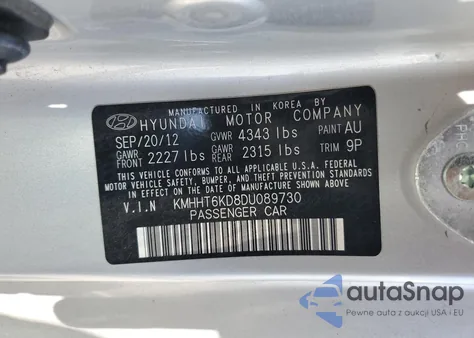 MANUFACTURED IN KOREA BY
HYUNDAI MOTOR COMPANY
SEP/20/12 GVWR 4343 lbs PAINT AU
GAWR FRONT 2227 lbs GAWR REAR 2315 lbs TRIM 9P
THIS VEHICLE CONFORMS TO ALL APPLICABLE U.S. FEDERAL
MOTOR VEHICLE SAFETY, BUMPER, AND THEFT PREVENTION
STANDARDS IN EFFECT ON THE DATE OF MANUFACTURE SHOWN ABOVE.
V.I.N KMHHT6KD8DU089730
PASSENGER CAR
autoSnap
Pewne auta z aukcji USA i EU